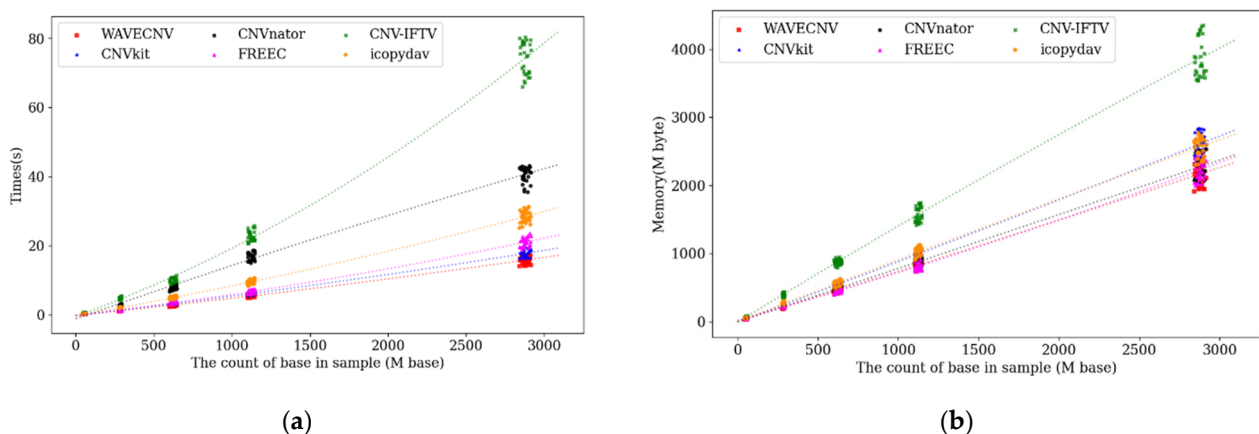 WAVECNV CNVnator CNV-IFTV
CNVkit FREEC icopydav
80
60
40
20
0
Times(s)
0 500 1000 1500 2000 2500 3000
The count of base in sample (M base)
(a)
WAVECNV CNVnator CNV-IFTV
CNVkit FREEC icopydav
4000
3000
2000
1000
0
Memory(M byte)
0 500 1000 1500 2000 2500 3000
The count of base in sample (M base)
(b)